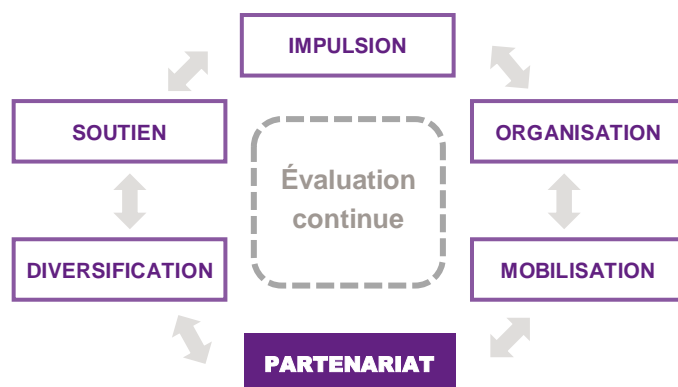 IMPULSION
SOUTIEN
ORGANISATION
Évaluation
continue
DIVERSIFICATION
MOBILISATION
PARTENARIAT